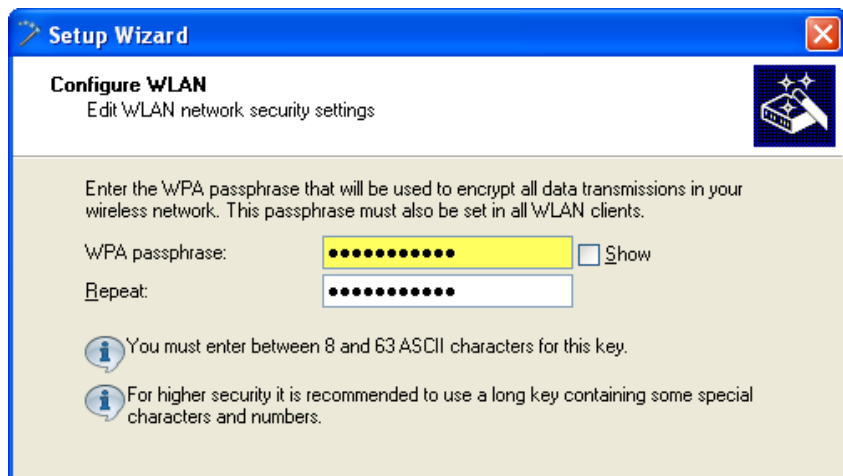 Setup Wizard
Configure WLAN
Edit WLAN network security settings
Enter the WPA passphrase that will be used to encrypt all data transmissions in your
wireless network. This passphrase must also be set in all WLAN clients.
WPA passphrase: ●●●●●●●●●●● Show
Repeat: ●●●●●●●●●●●
You must enter between 8 and 63 ASCII characters for this key.
For higher security it is recommended to use a long key containing some special
characters and numbers.